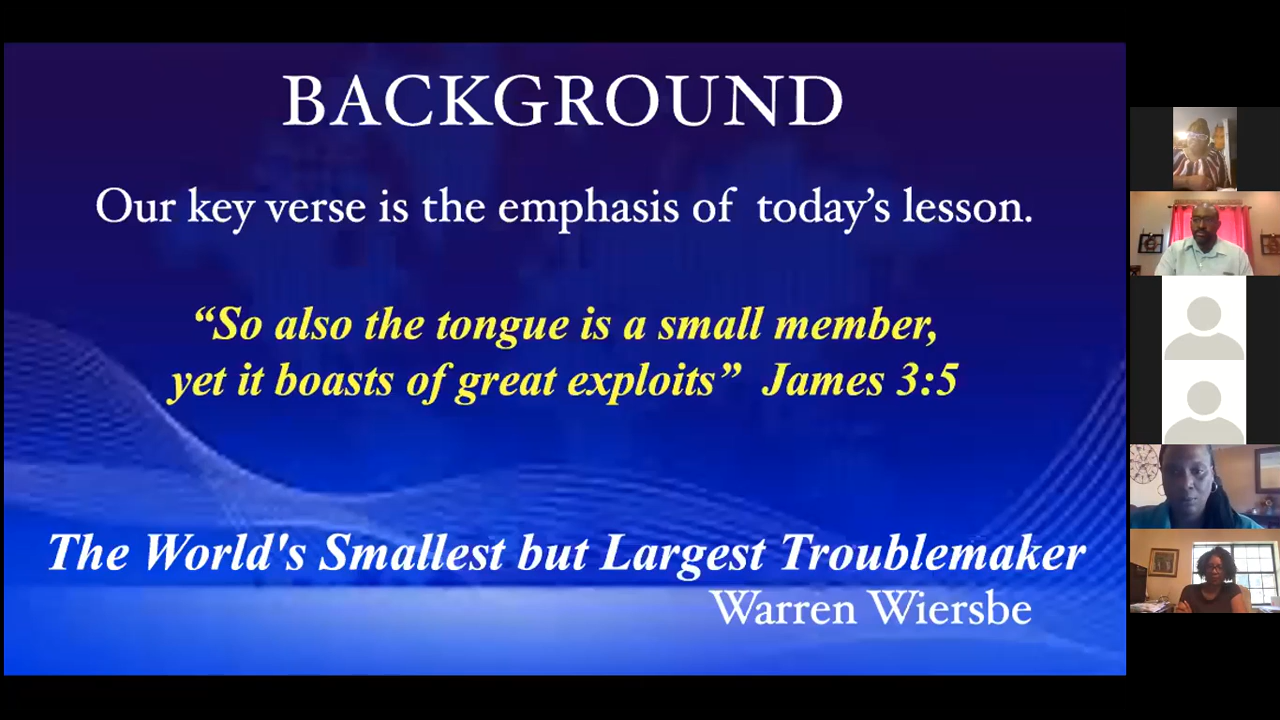 BACKGROUND
Our key verse is the emphasis of today’s lesson.
“So also the tongue is a small member,
yet it boasts of great exploits” James 3:5
The World's Smallest but Largest Troublemaker
Warren Wiersbe